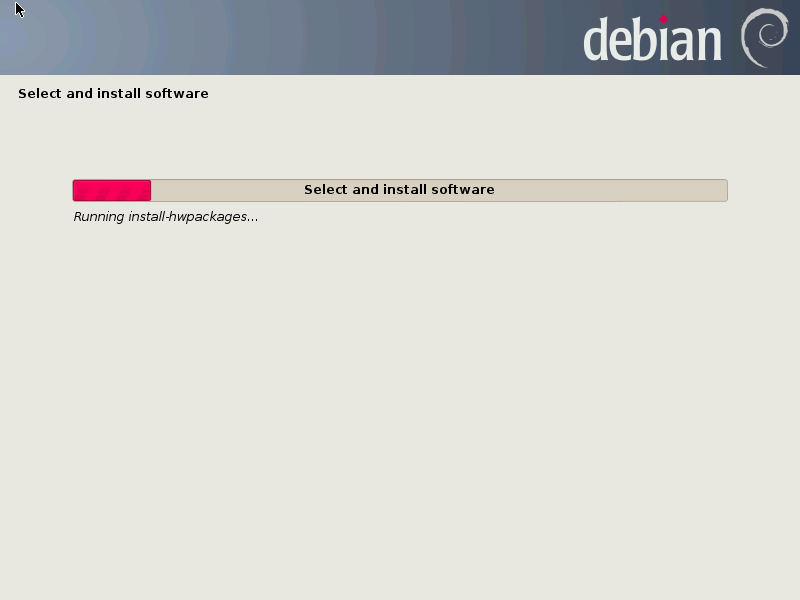 debian
Select and install software
Select and install software
Running install-hwpackages...